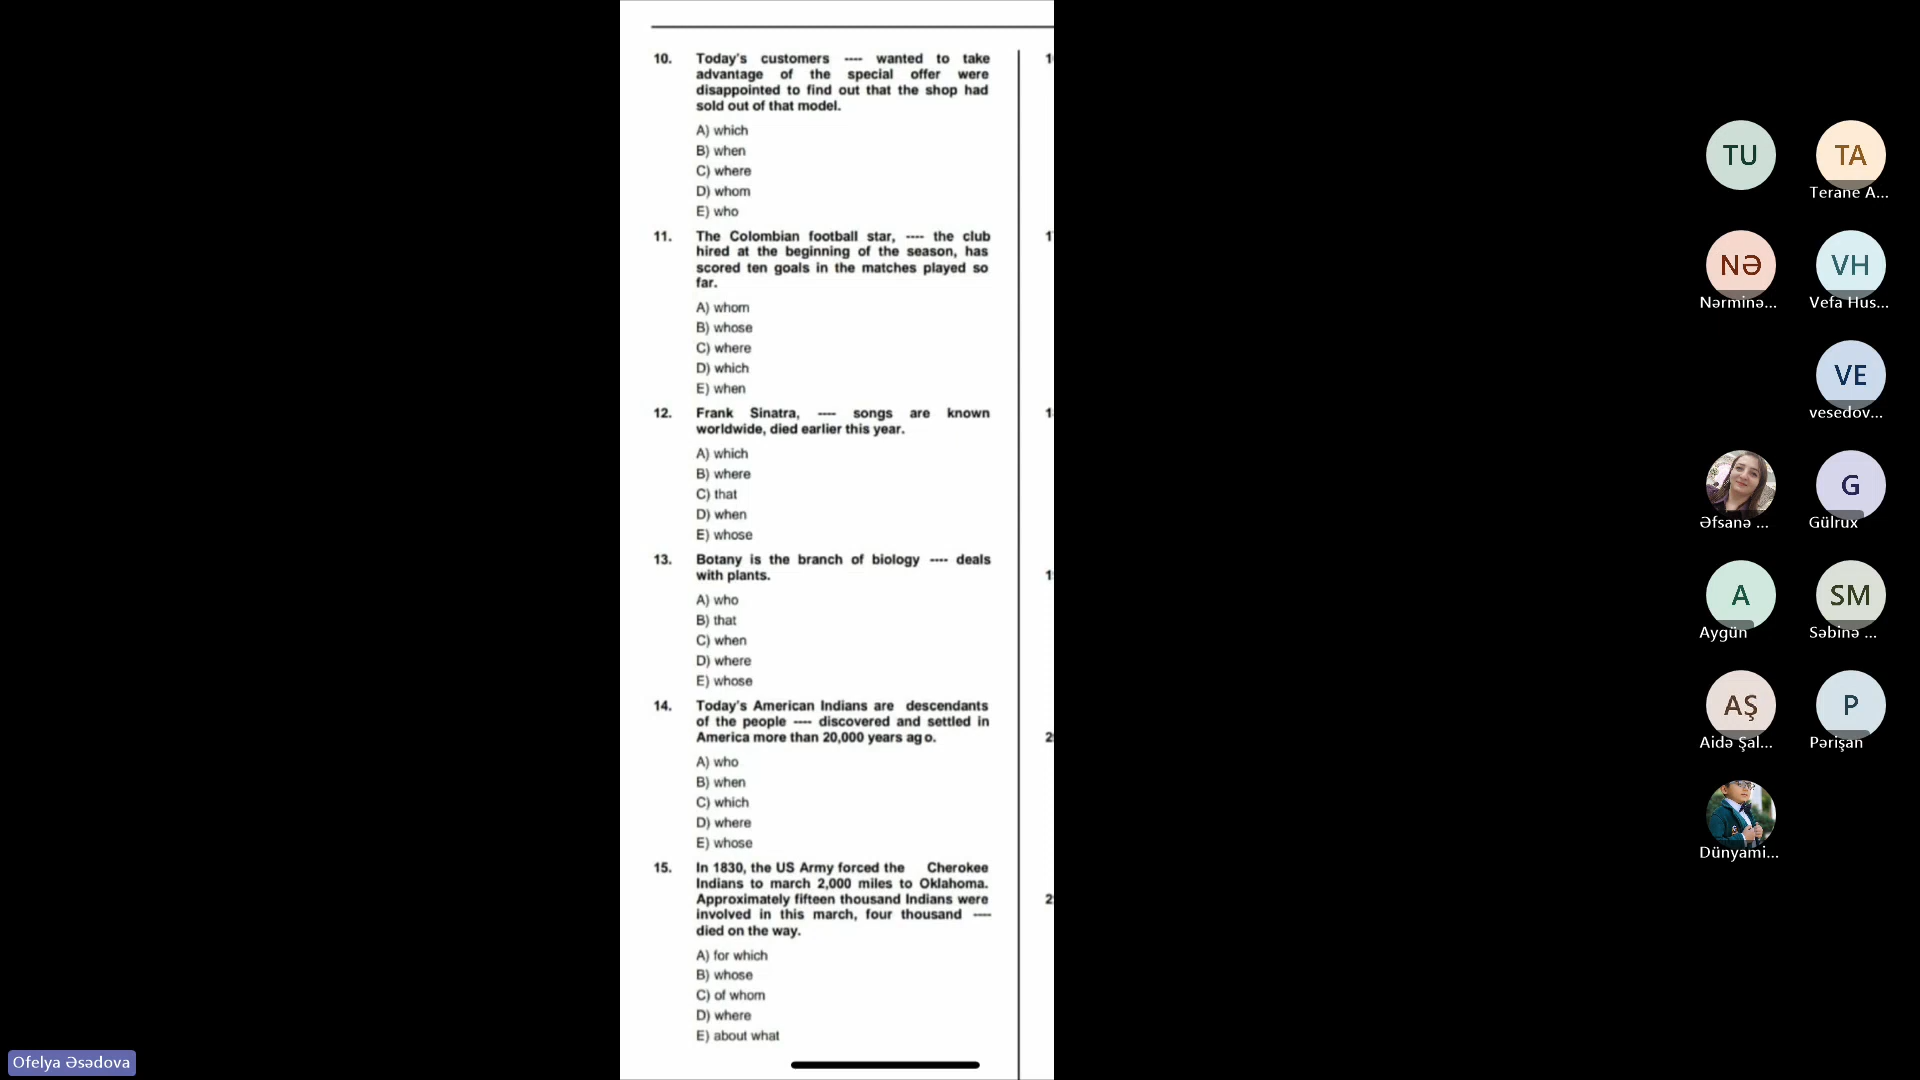 10. Today's customers ---- wanted to take
advantage of the special offer were
disappointed to find out that the shop had
sold out of that model.
A) which
B) when
C) where
D) whom
E) who
11. The Colombian football star, ---- the club
hired at the beginning of the season, has
scored ten goals in the matches played so
far.
A) whom
B) whose
C) where
D) which
E) when
12. Frank Sinatra, ---- songs are known
worldwide, died earlier this year.
A) which
B) where
C) that
D) when
E) whose
13. Botany is the branch of biology ---- deals
with plants.
A) who
B) that
C) when
D) where
E) whose
14. Today's American Indians are descendants
of the people ---- discovered and settled in
America more than 20,000 years ag o.
A) who
B) when
C) which
D) where
E) whose
15. In 1830, the US Army forced the Cherokee
Indians to march 2,000 miles to Oklahoma.
Approximately fifteen thousand Indians were
involved in this march, four thousand ----
died on the way.
A) for which
B) whose
C) of whom
D) where
E) about what
TU
TA
Terane A...
NƏ
Nərminə...
VH
Vefa Hus...
VE
vesedov...
Əfsanə ...
G
Gülrux
A
Aygün
SM
Səbinə ...
AŞ
Aidə Şal...
P
Pərişan
Dünyami...
Ofelya Əsədova